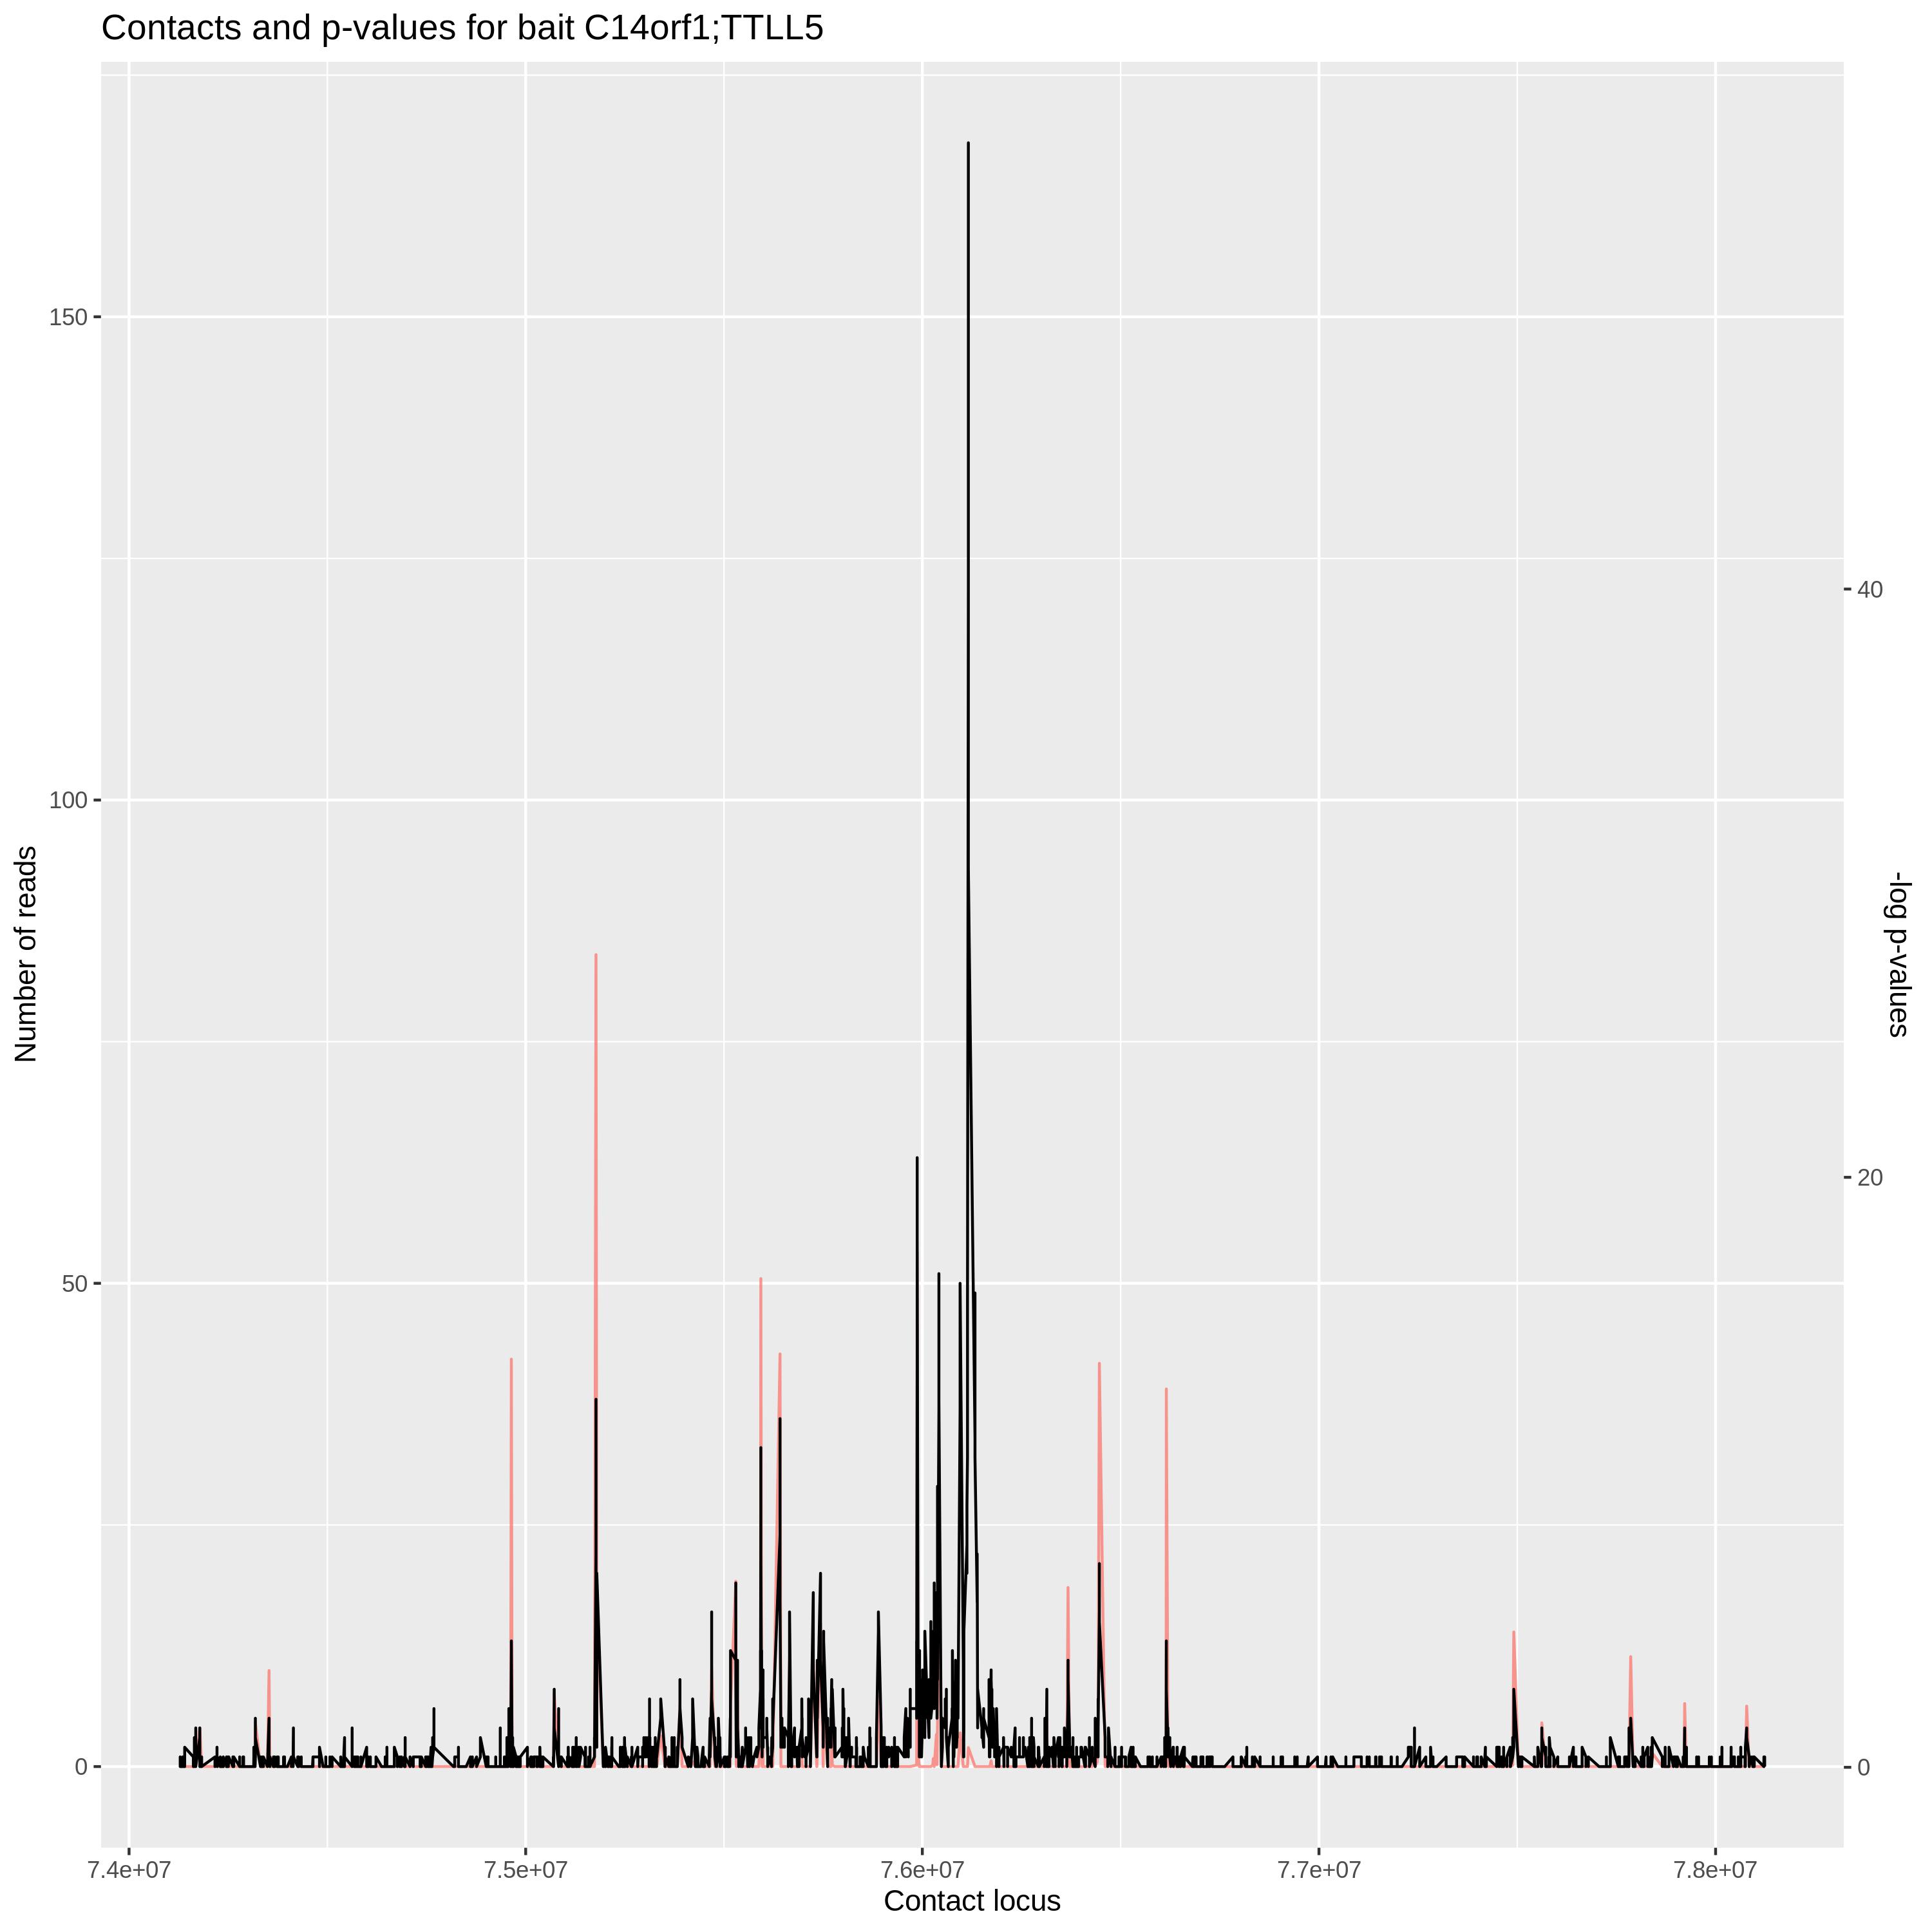 Contacts and p-values for bait C14orf1;TTLL5
150
100
50
0
Number of reads
40
20
0
-log p-values
7.4e+07 7.5e+07 7.6e+07 7.7e+07 7.8e+07
Contact locus